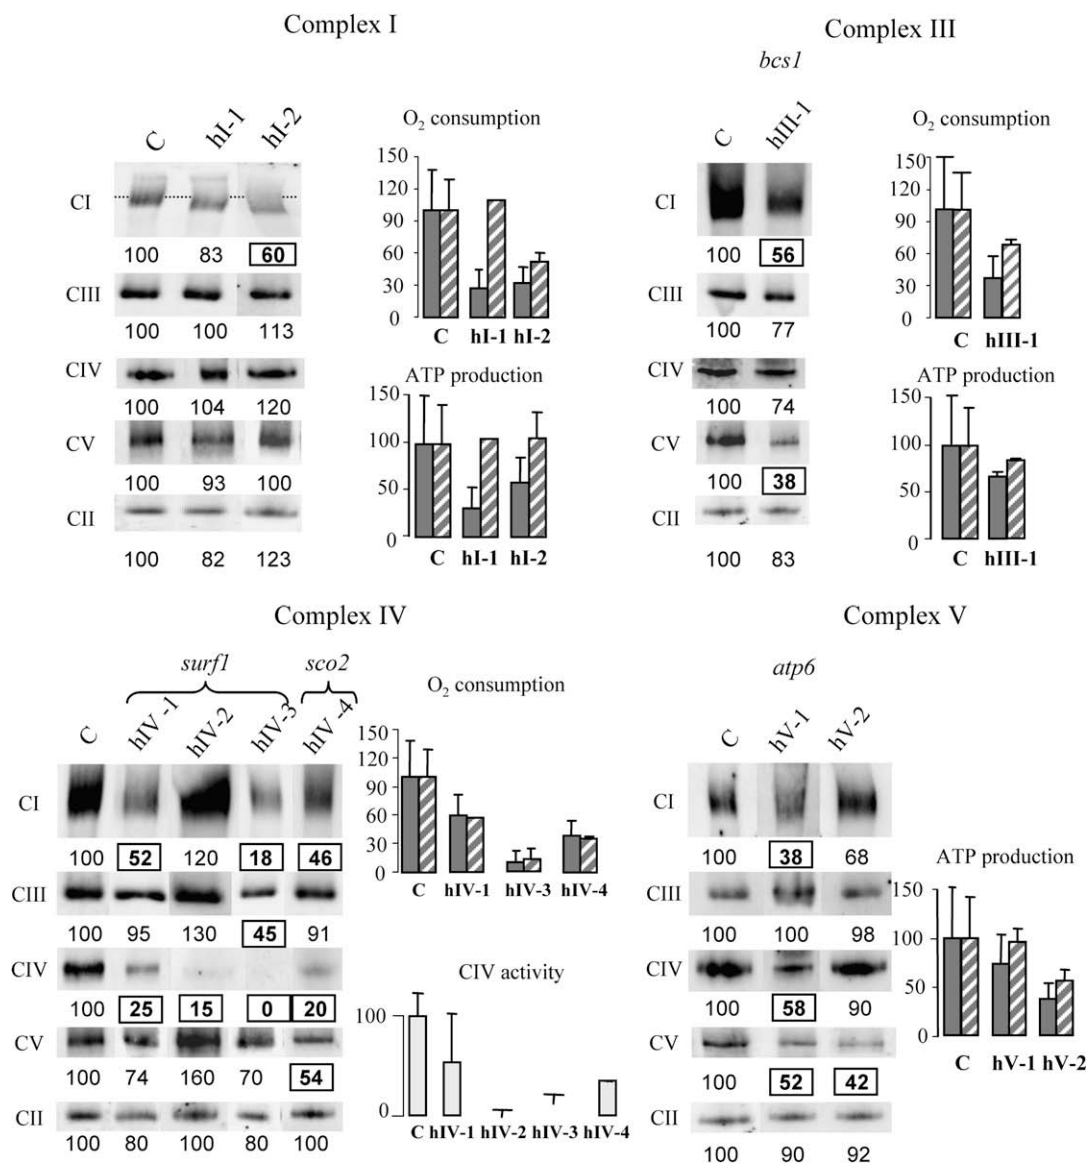 Complex I
C hI-1 hI-2
CI
100 83 60
CIII
100 100 113
CIV
100 104 120
CV
100 93 100
CII
100 82 123
O2 consumption
150
120
90
60
30
0
C hI-1 hI-2
ATP production
150
100
50
0
C hI-1 hI-2
Complex III
bcs1
C hIII-1
CI
100 56
CIII
100 77
CIV
100 74
CV
100 38
CII
100 83
O2 consumption
150
120
90
60
30
0
C hIII-1
ATP production
150
100
50
0
C hIII-1
Complex IV
surf1 sco2
C hIV-1 hIV-2 hIV-3 hIV-4
CI
100 52 120 18 46
CIII
100 95 130 45 91
CIV
100 25 15 0 20
CV
100 74 160 70 54
CII
100 80 100 80 100
O2 consumption
150
120
90
60
30
0
C hIV-1 hIV-3 hIV-4
CIV activity
100
0
C hIV-1 hIV-2 hIV-3 hIV-4
Complex V
atp6
C hV-1 hV-2
CI
100 38 68
CIII
100 100 98
CIV
100 58 90
CV
100 52 42
CII
100 90 92
ATP production
150
100
50
0
C hV-1 hV-2